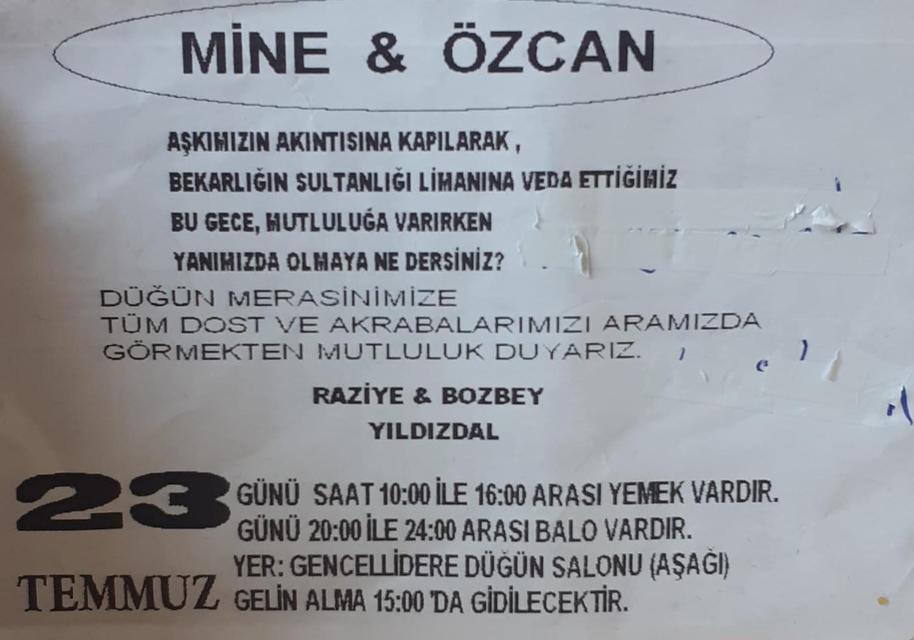 MİNE & ÖZCAN
AŞKIMIZIN AKINTISINA KAPILARAK ,
BEKARLIĞIN SULTANLIĞI LİMANINA VEDA ETTİĞİMİZ
BU GECE, MUTLULUĞA VARIRKEN
YANIMIZDA OLMAYA NE DERSİNİZ?
DÜĞÜN MERASİNİMİZE
TÜM DOST VE AKRABALARIMIZI ARAMIZDA
GÖRMEKTEN MUTLULUK DUYARIZ.
RAZİYE & BOZBEY
YILDIZDAL
23 GÜNÜ SAAT 10:00 İLE 16:00 ARASI YEMEK VARDIR.
GÜNÜ 20:00 İLE 24:00 ARASI BALO VARDIR.
YER: GENCELLİDERE DÜĞÜN SALONU (AŞAĞI)
TEMMUZ GELİN ALMA 15:00 'DA GİDİLECEKTİR.